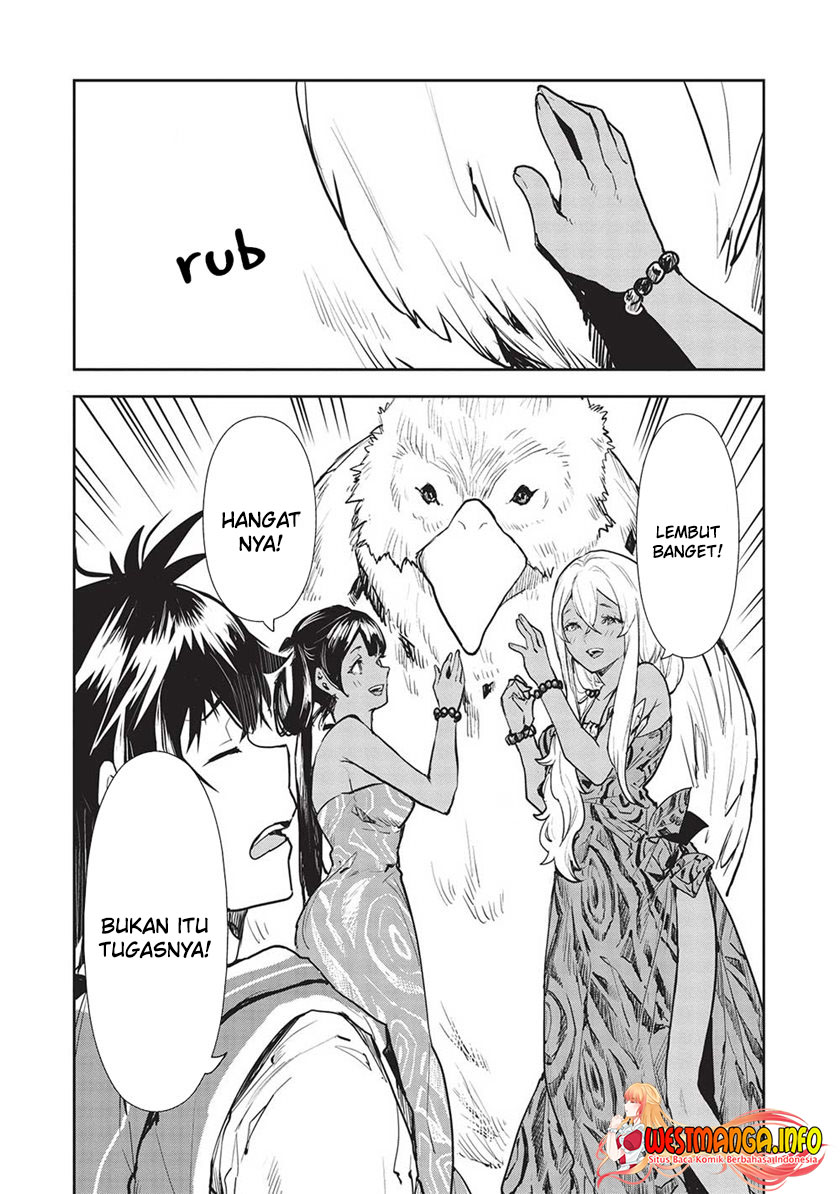 rub
LEMBUT
BANGET!
HANGAT
NYA!
BUKAN ITU
TUGASNYA!
WESTMANGA.INFO
Situs Baca Komik Berbahasa Indonesia